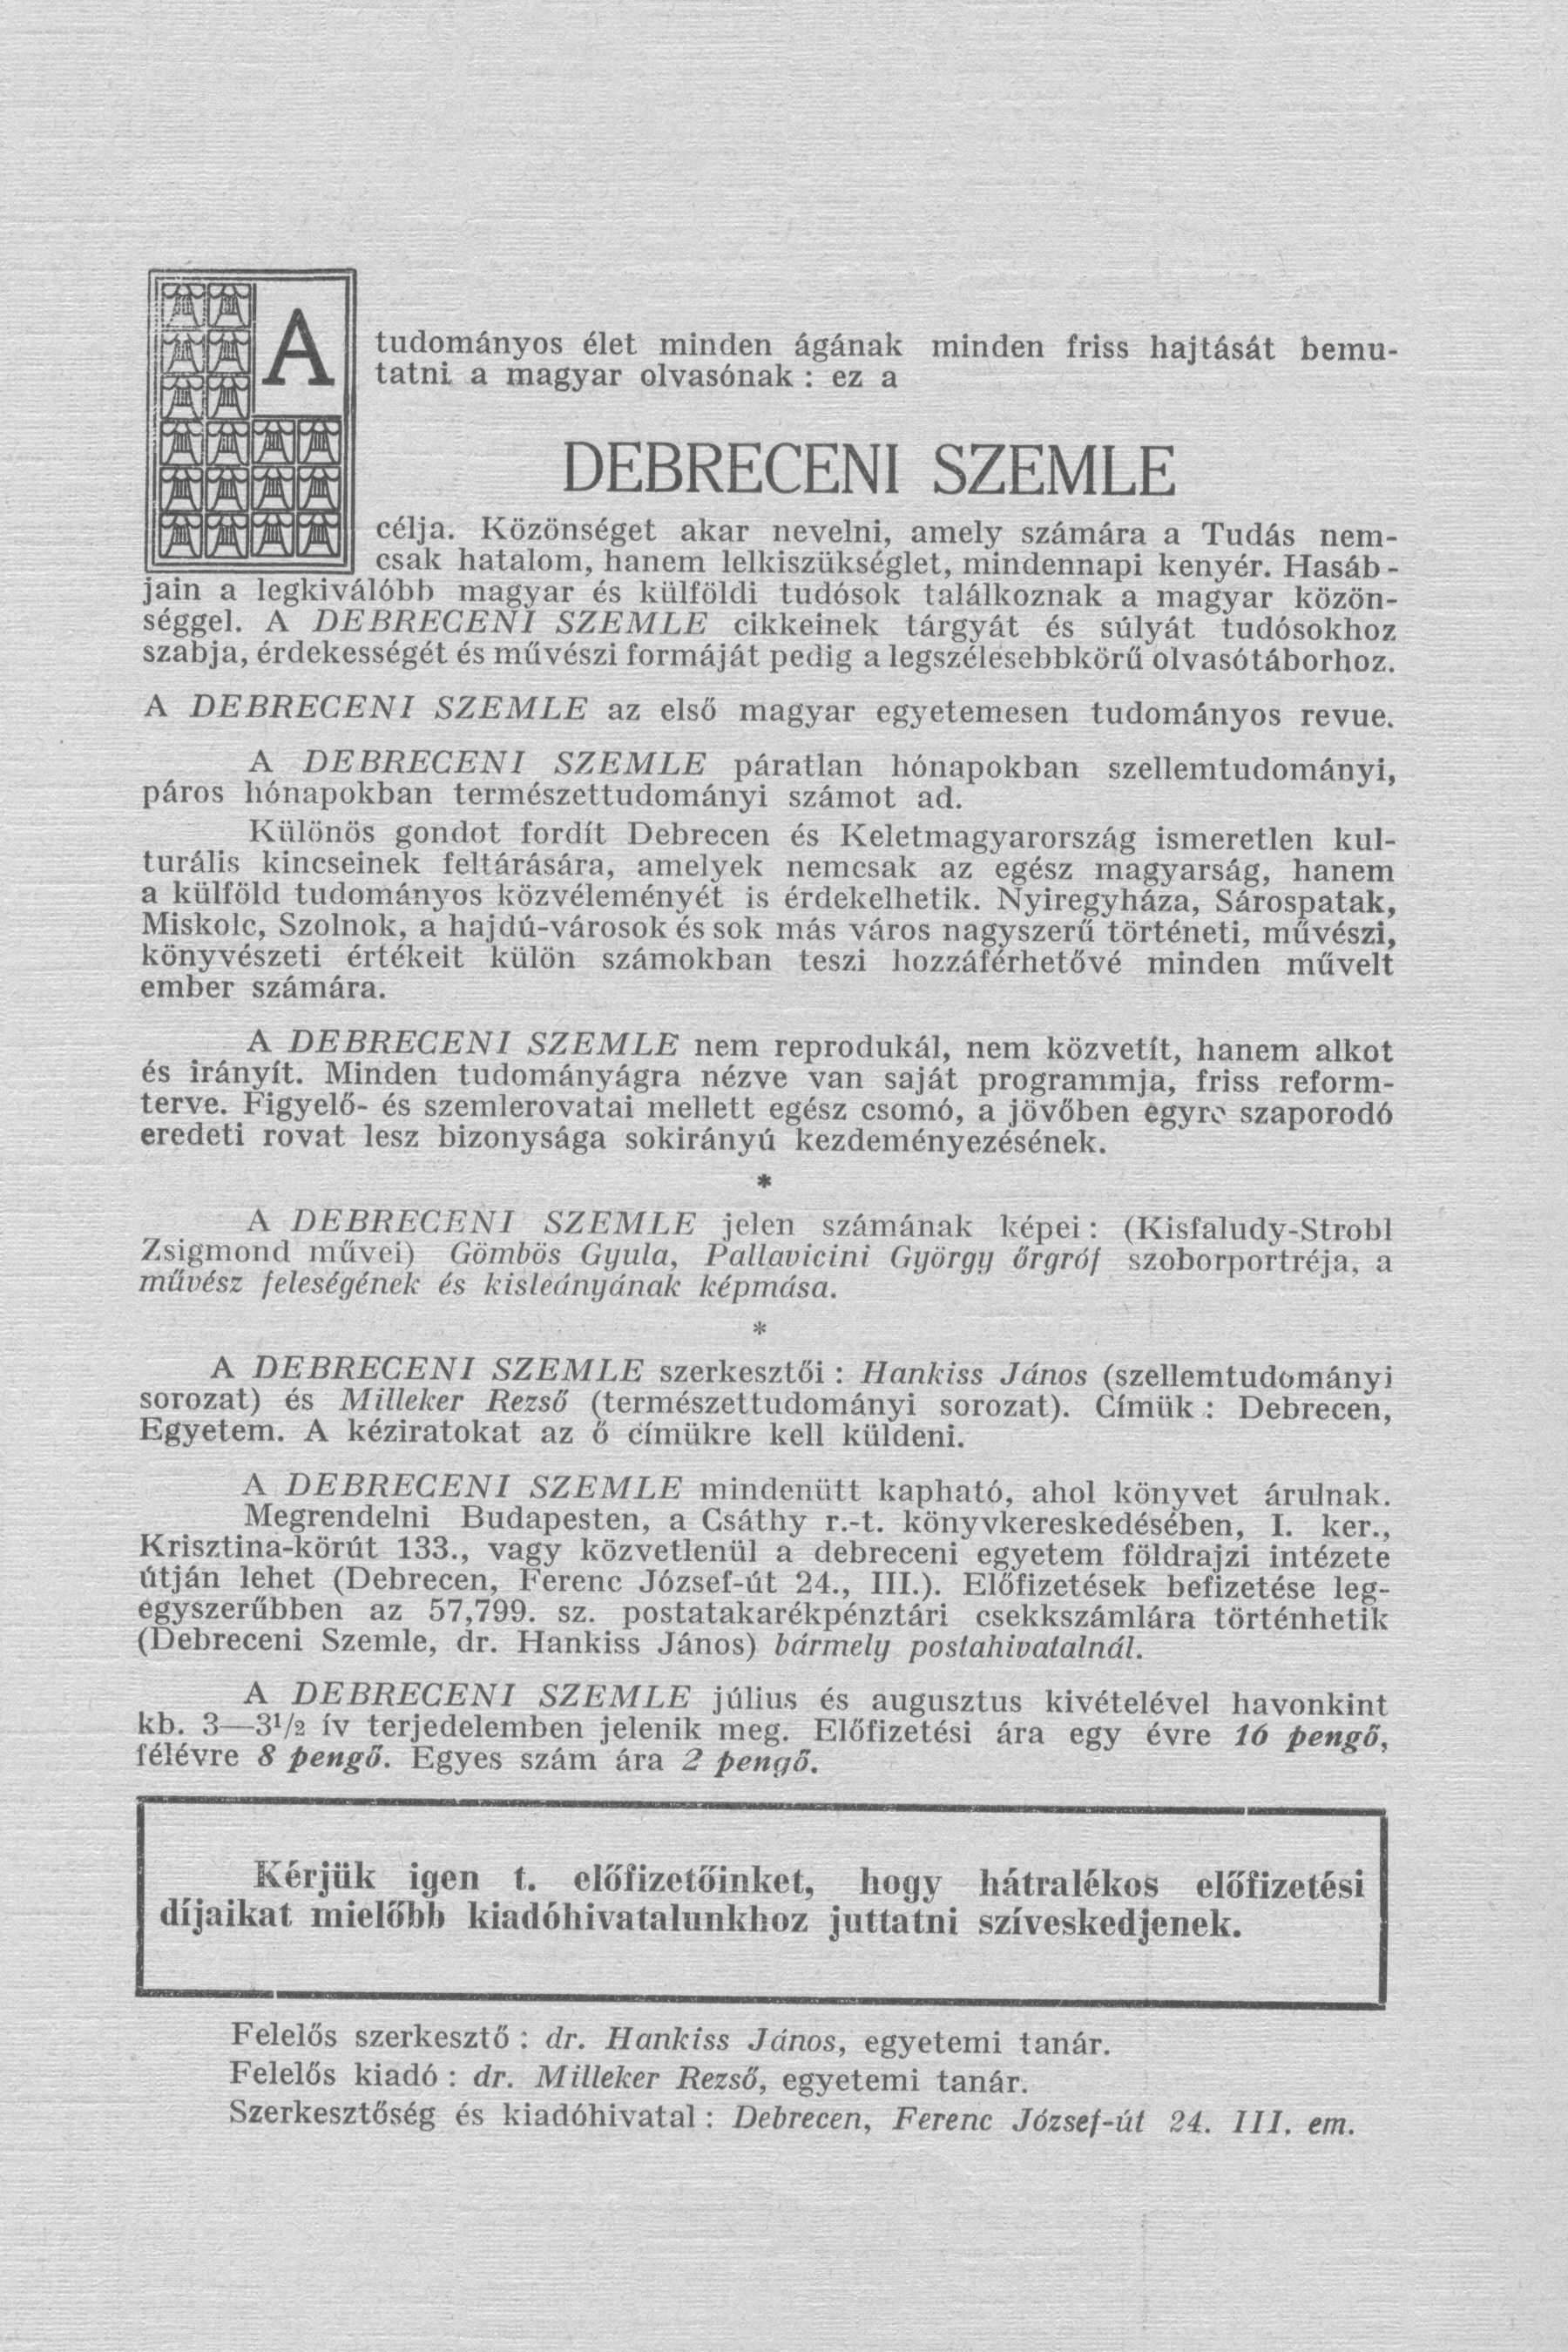 A tudományos élet minden ágának minden friss hajtását bemu-
tatni a magyar olvasónak : ez a
DEBRECENI SZEMLE
célja. Közönséget akar nevelni, amely számára a Tudás nem-
csak hatalom, hanem lelkiszükséglet, mindennapi kenyér. Hasáb-
jain a legkiválóbb magyar és külföldi tudósok találkoznak a magyar közön-
séggel. A DEBRECENI SZEMLE cikkeinek tárgyát és súlyát tudósokhoz
szabja, érdekességét és művészi formáját pedig a legszélesebbkörű olvasótáborhoz.
A DEBRECENI SZEMLE az első magyar egyetemesen tudományos revue.
A DEBRECENI SZEMLE páratlan hónapokban szellemtudományi,
páros hónapokban természettudományi számot ad.
Különös gondot fordít Debrecen és Keletmagyarország ismeretlen kul-
turális kincseinek feltárására, amelyek nemcsak az egész magyarság, hanem
a külföld tudományos közvéleményét is érdekelhetik. Nyiregyháza, Sárospatak,
Miskolc, Szolnok, a hajdú-városok és sok más város nagyszerű történeti, művészi,
könyvészeti értékeit külön számokban teszi hozzáférhetővé minden művelt
ember számára.
A DEBRECENI SZEMLE nem reprodukál, nem közvetít, hanem alkot
és irányít. Minden tudományágra nézve van saját programmja, friss reform-
terve. Figyelő- és szemlerovatai mellett egész csomó, a jövőben egyre szaporodó
eredeti rovat lesz bizonysága sokirányú kezdeményezésének.
*
A DEBRECENI SZEMLE jelen számának képei : (Kisfaludy-Strobl
Zsigmond művei) Gömbös Gyula, Pallavicini György őrgróf szoborportréja, a
művész feleségének és kisleányának képmása.
*
A DEBRECENI SZEMLE szerkesztői : Hankiss János (szellemtudományi
sorozat) és Milleker Rezső (természettudományi sorozat). Címük : Debrecen,
Egyetem. A kéziratokat az ő címükre kell küldeni.
A DEBRECENI SZEMLE mindenütt kapható, ahol könyvet árulnak.
Megrendelni Budapesten, a Csáthy r.-t. könyvkereskedésében, I. ker.,
Krisztina-körút 133., vagy közvetlenül a debreceni egyetem földrajzi intézete
útján lehet (Debrecen, Ferenc József-út 24., III.). Előfizetések befizetése leg-
egyszerűbben az 57,799. sz. postatakarékpénztári csekkszámlára történhetik
(Debreceni Szemle, dr. Hankiss János) bármely postahivatalnál.
A DEBRECENI SZEMLE július és augusztus kivételével havonkint
kb. 3—3½ ív terjedelemben jelenik meg. Előfizetési ára egy évre 16 pengő,
félévre 8 pengő. Egyes szám ára 2 pengő.
Kérjük igen t. előfizetőinket, hogy hátralékos előfizetési
díjaikat mielőbb kiadóhivatalunkhoz juttatni szíveskedjenek.
Felelős szerkesztő : dr. Hankiss János, egyetemi tanár.
Felelős kiadó : dr. Milleker Rezső, egyetemi tanár.
Szerkesztőség és kiadóhivatal : Debrecen, Ferenc József-út 24. III. em.